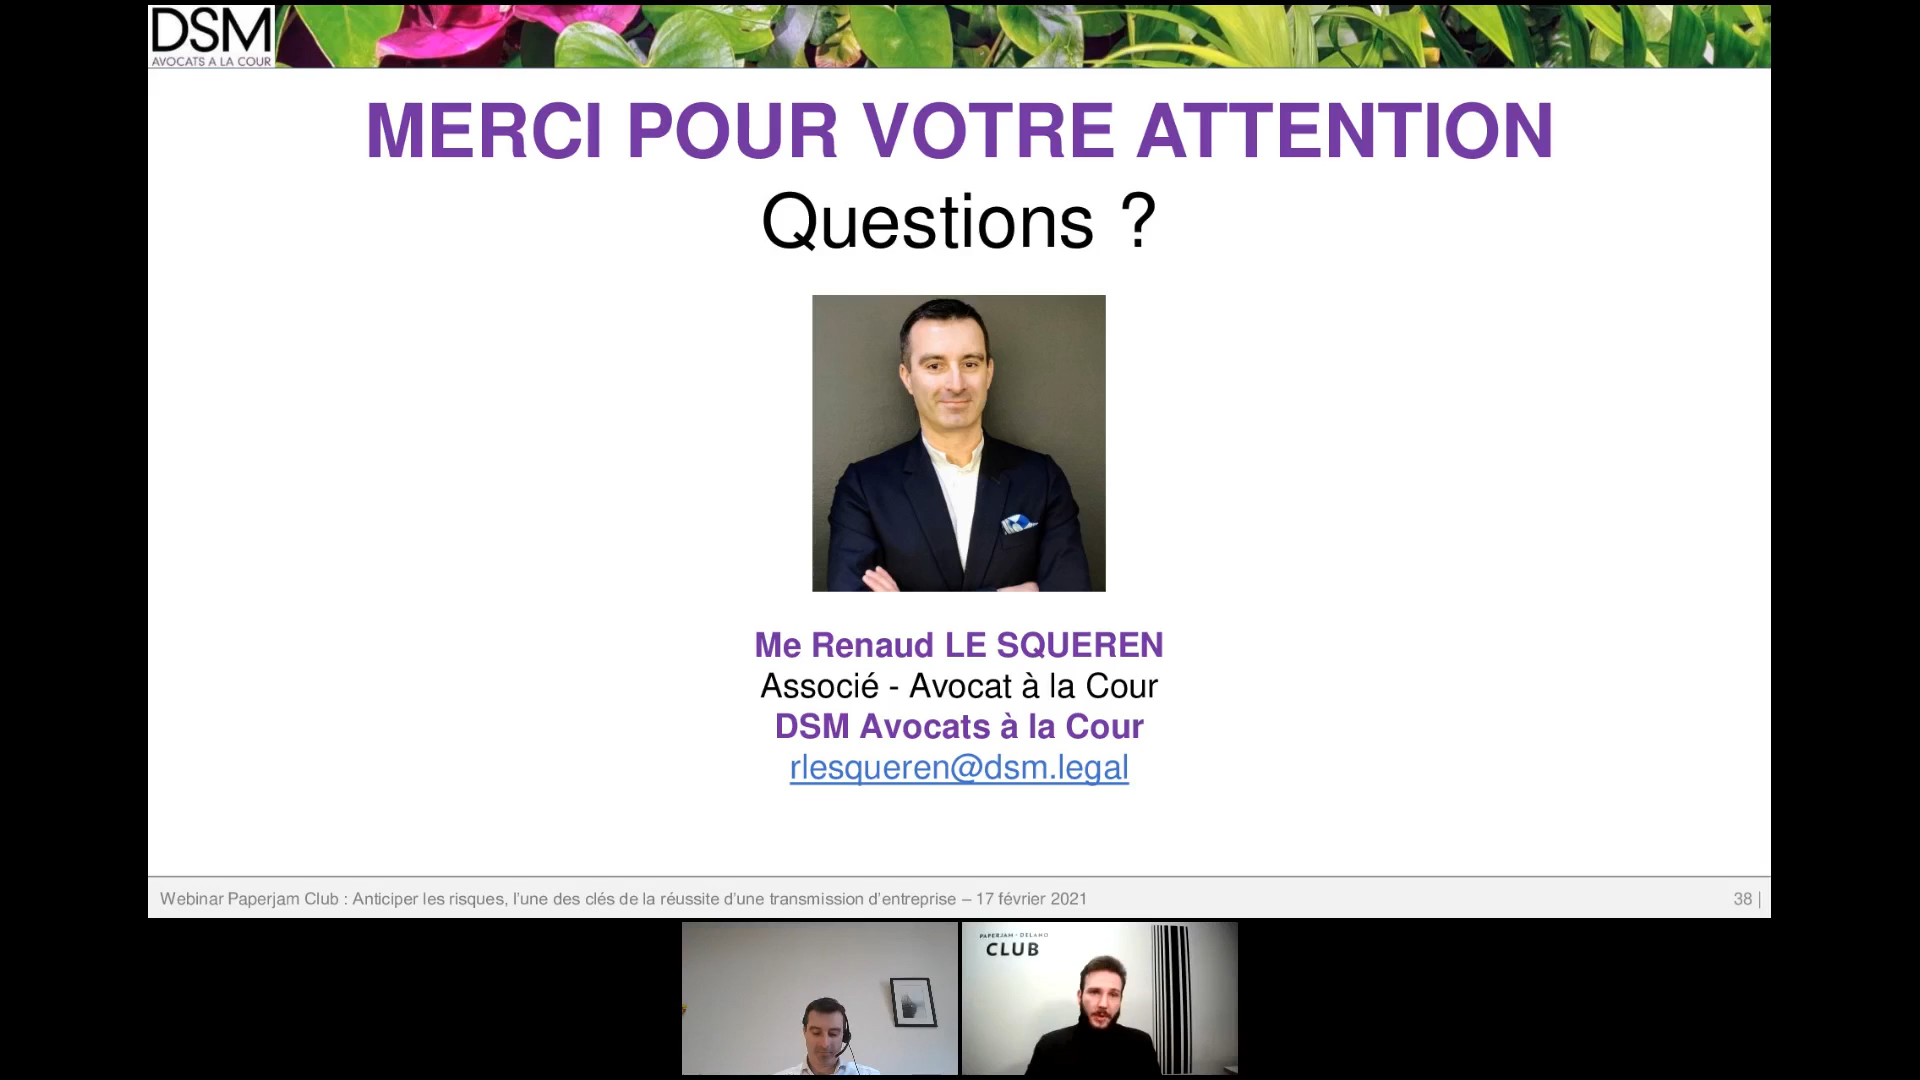 DSM
AVOCATS A LA COUR
MERCI POUR VOTRE ATTENTION
Questions ?
Me Renaud LE SQUEREN
Associé - Avocat à la Cour
DSM Avocats à la Cour
rlesqueren@dsm.legal
Webinar Paperjam Club : Anticiper les risques, l'une des clés de la réussite d'une transmission d'entreprise – 17 février 2021
38 |
PAPERJAM + DELANO
CLUB